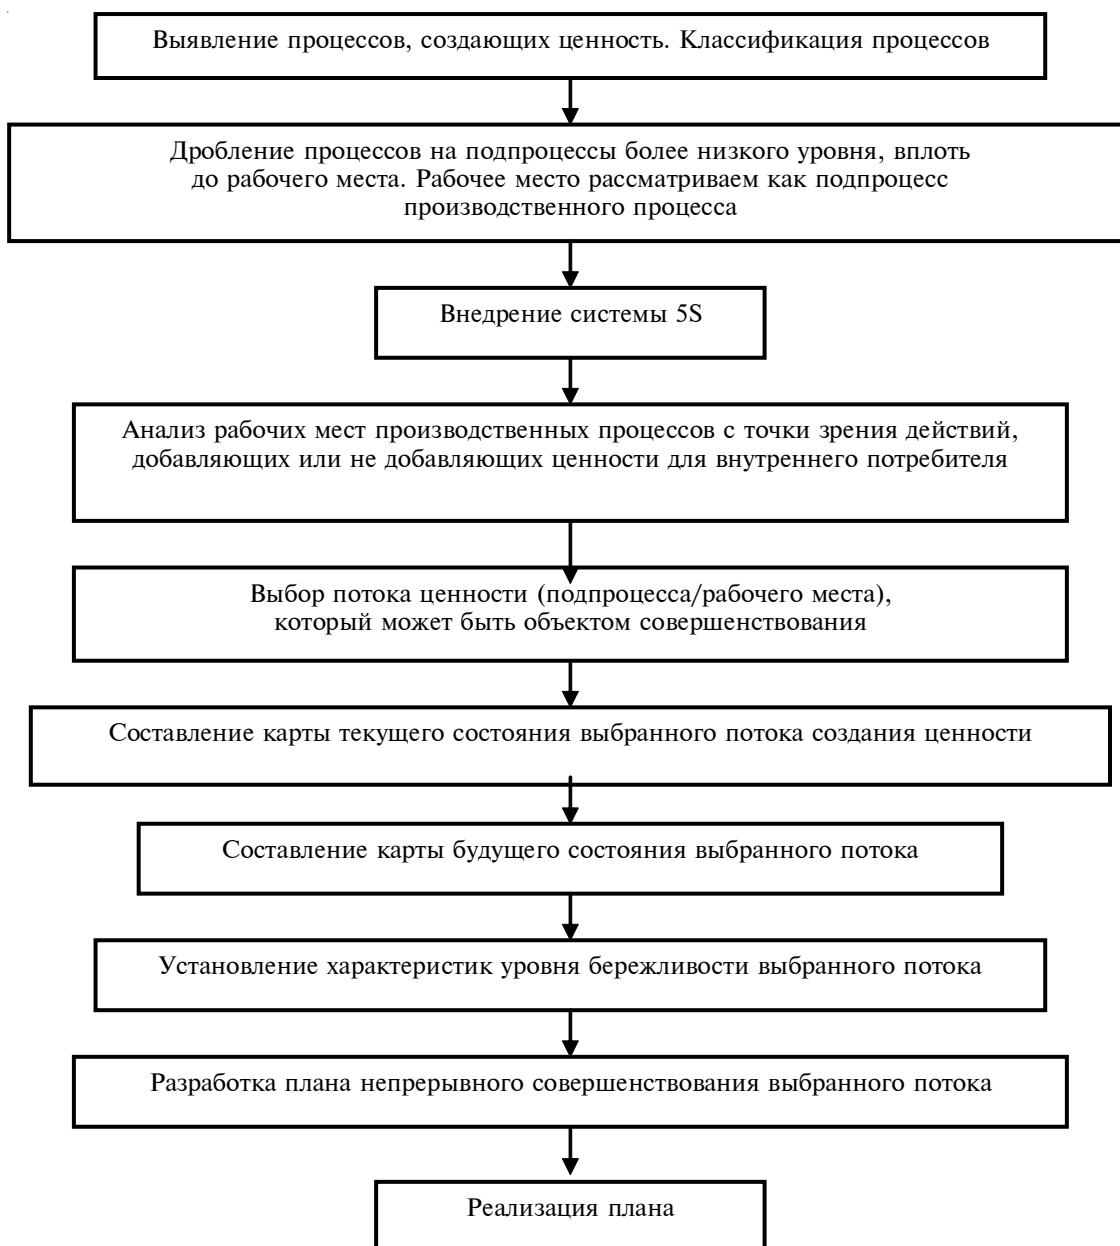 Выявление процессов, создающих ценность. Классификация процессов
Дробление процессов на подпроцессы более низкого уровня, вплоть
до рабочего места. Рабочее место рассматриваем как подпроцесс
производственного процесса
Внедрение системы 5S
Анализ рабочих мест производственных процессов с точки зрения действий,
добавляющих или не добавляющих ценности для внутреннего потребителя
Выбор потока ценности (подпроцесса/рабочего места),
который может быть объектом совершенствования
Составление карты текущего состояния выбранного потока создания ценности
Составление карты будущего состояния выбранного потока
Установление характеристик уровня бережливости выбранного потока
Разработка плана непрерывного совершенствования выбранного потока
Реализация плана